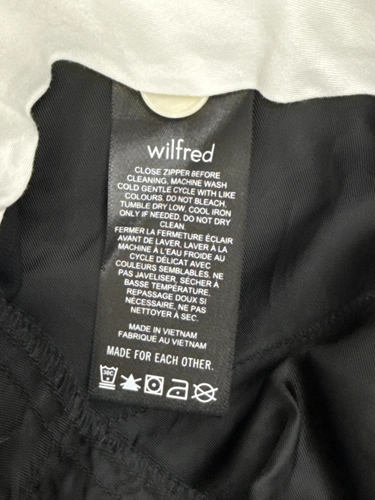 wilfred
CLOSE ZIPPER BEFORE
CLEANING, MACHINE WASH
COLD GENTLE CYCLE WITH LIKE
COLOURS. DO NOT BLEACH.
TUMBLE DRY LOW. COOL IRON
ONLY IF NEEDED. DO NOT DRY
CLEAN.
FERMER LA FERMETURE ÉCLAIR
AVANT DE LAVER, LAVER À LA
MACHINE À L'EAU FROIDE AU
CYCLE DÉLICAT AVEC
COULEURS SEMBLABLES. NE
PAS JAVELISER, SÉCHER À
BASSE TEMPÉRATURE.
REPASSAGE DOUX SI
NÉCESSAIRE, NE PAS
NETTOYER À SEC.
MADE IN VIETNAM
FABRIQUÉ AU VIETNAM
MADE FOR EACH OTHER.
30C